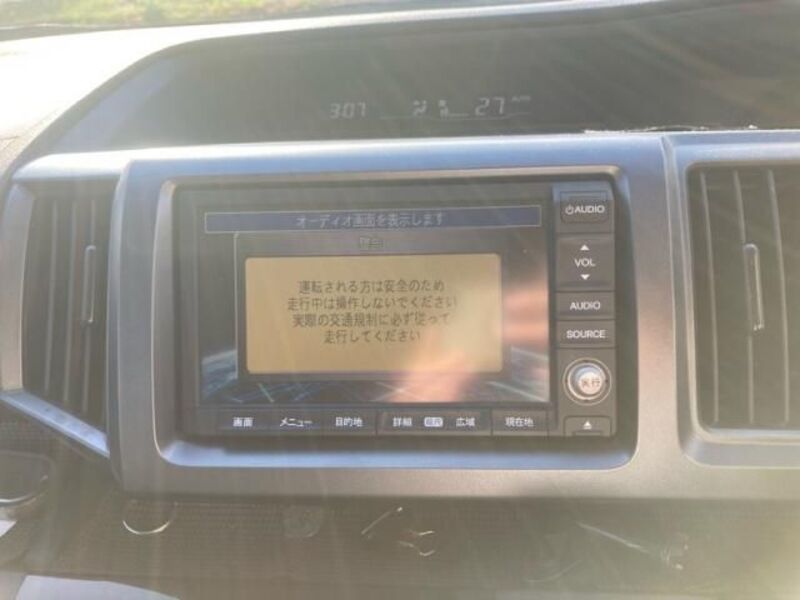 3:07 27 AUTO
オーディオ画面を表示します
警告
運転される方は安全のため
走行中は操作しないでください
実際の交通規制に必ず従って
走行してください
AUDIO
VOL
AUDIO
SOURCE
実行
画面 メニュー 目的地 詳細 広域 現在地